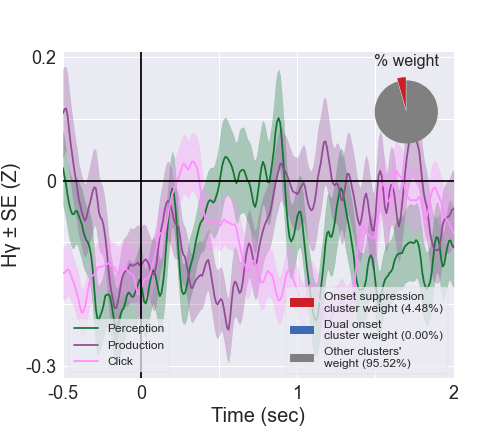 % weight
0.2
0
-0.3
Hγ ± SE (Z)
Perception
Production
Click
Onset suppression
cluster weight (4.48%)
Dual onset
cluster weight (0.00%)
Other clusters'
weight (95.52%)
-0.5
0
1
2
Time (sec)